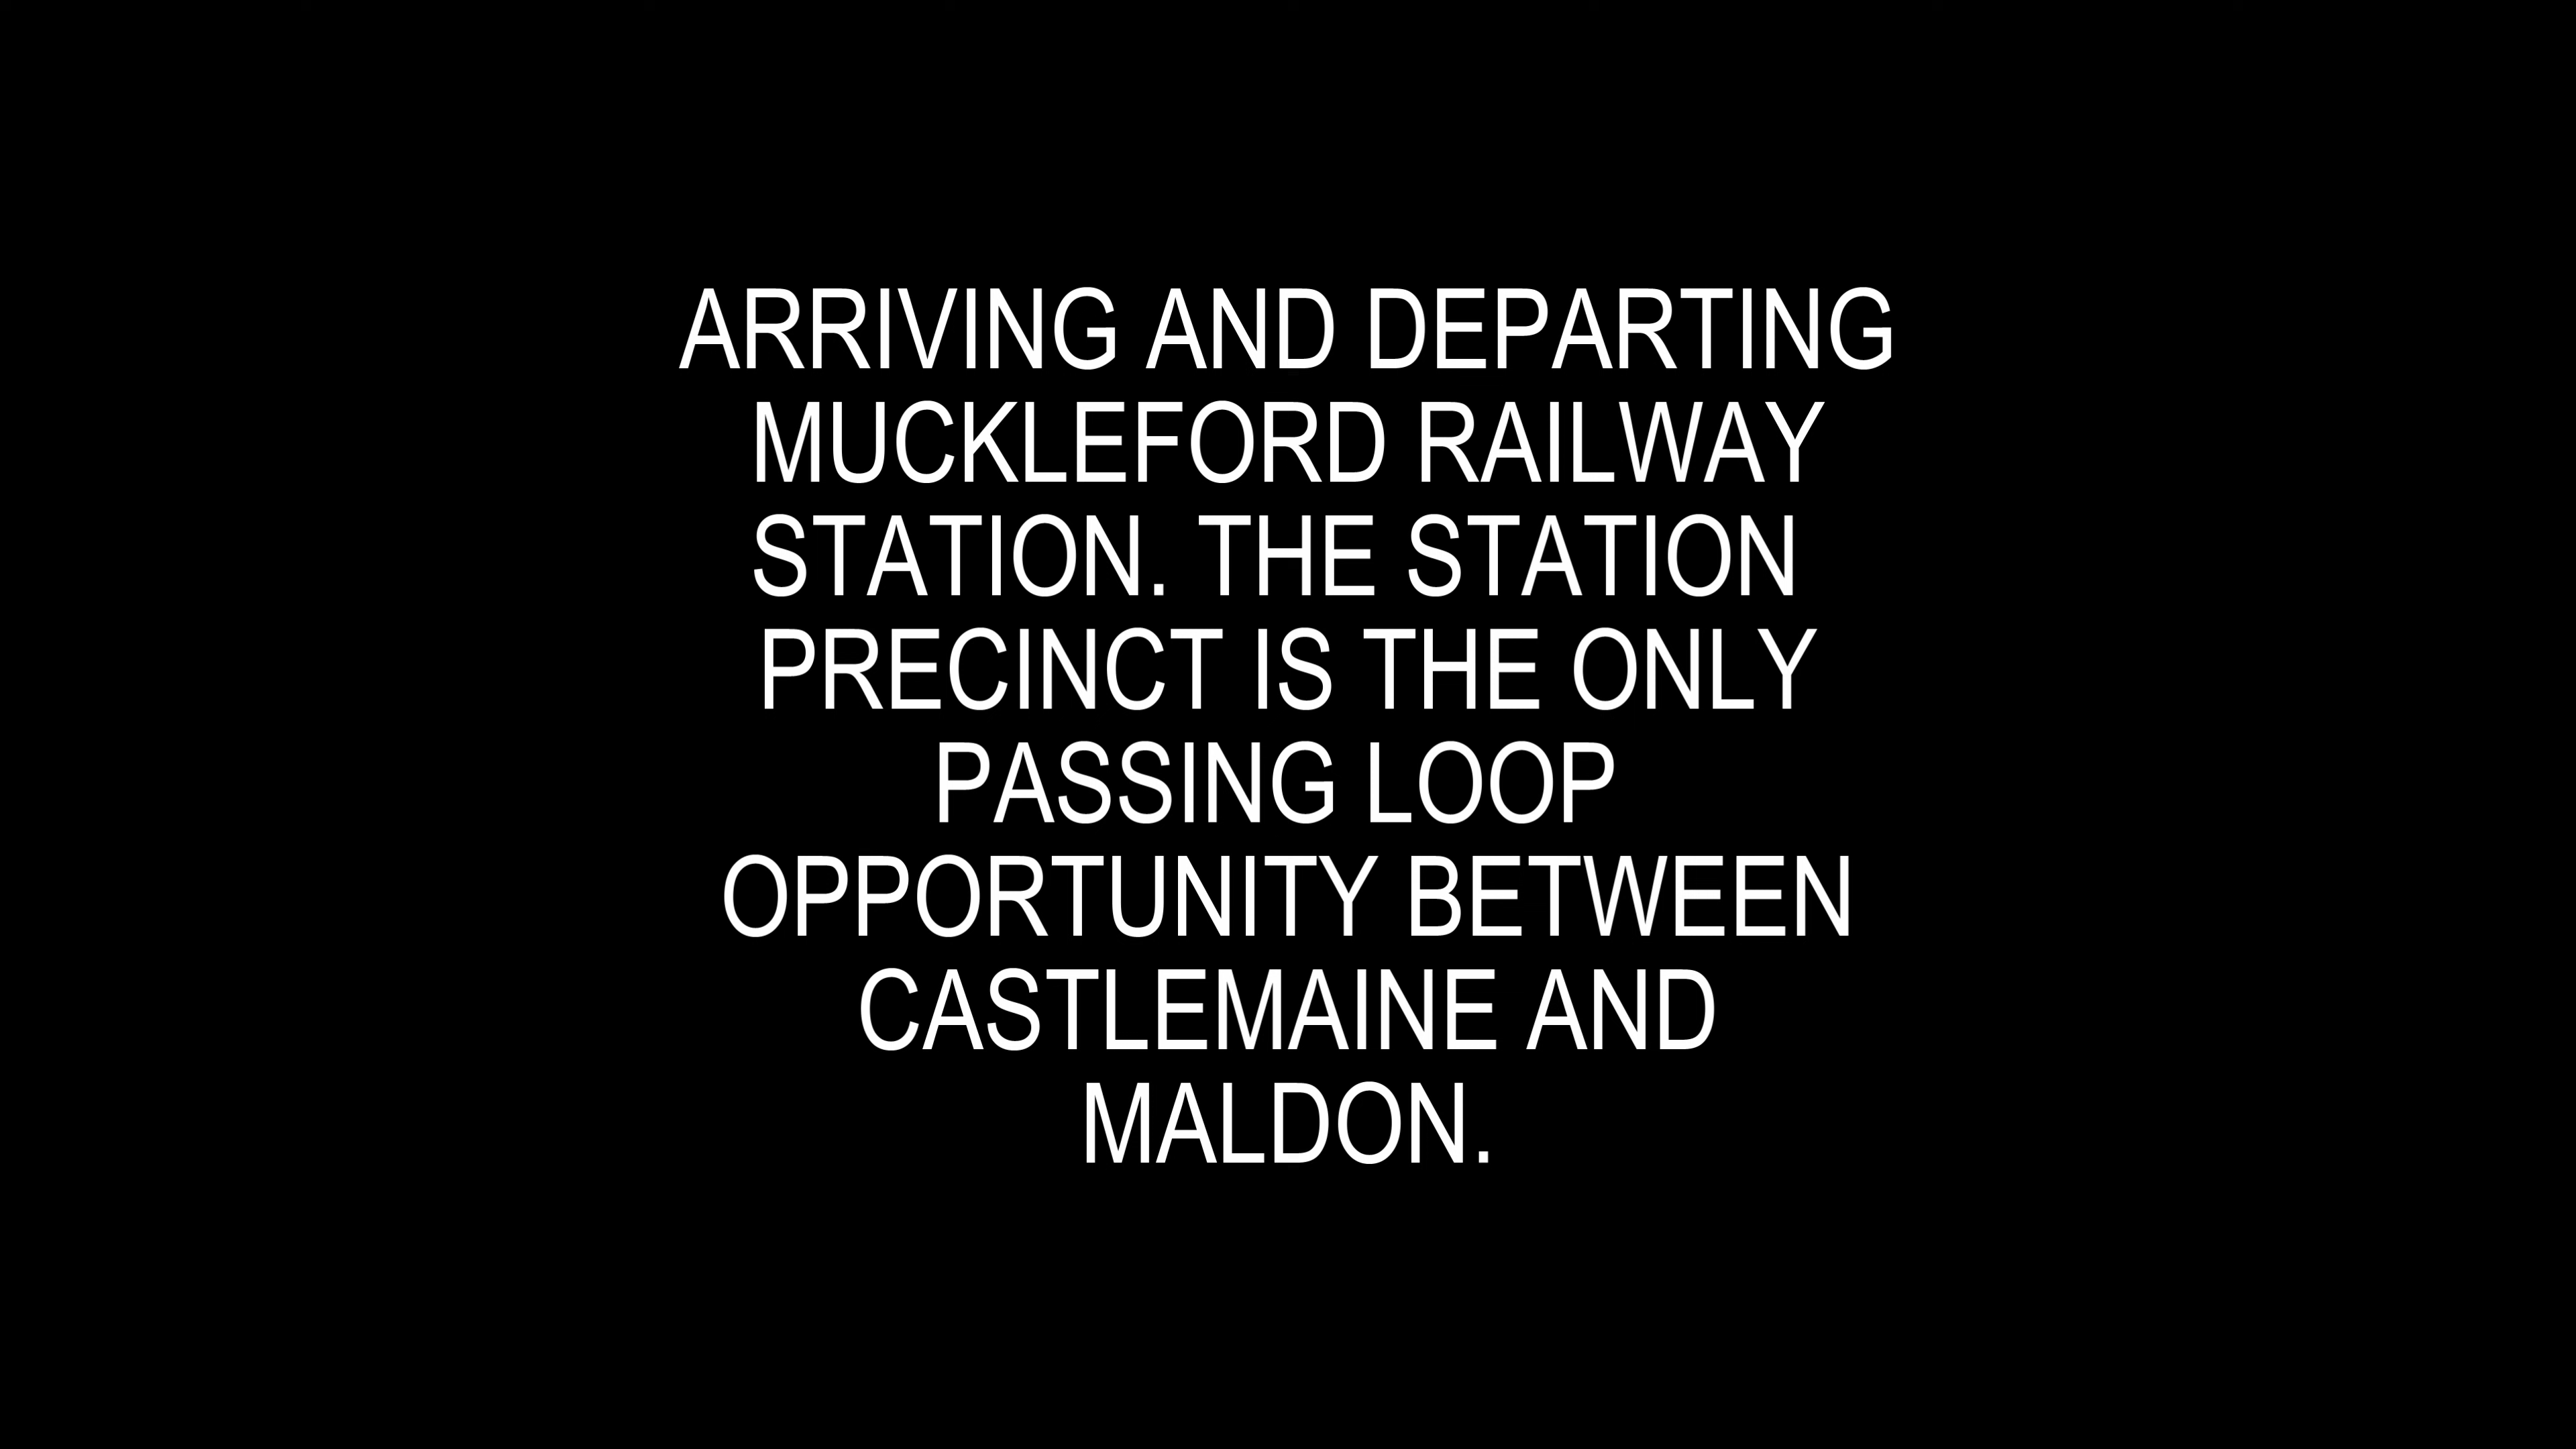 ARRIVING AND DEPARTING
MUCKLEFORD RAILWAY
STATION. THE STATION
PRECINCT IS THE ONLY
PASSING LOOP
OPPORTUNITY BETWEEN
CASTLEMAINE AND
MALDON.